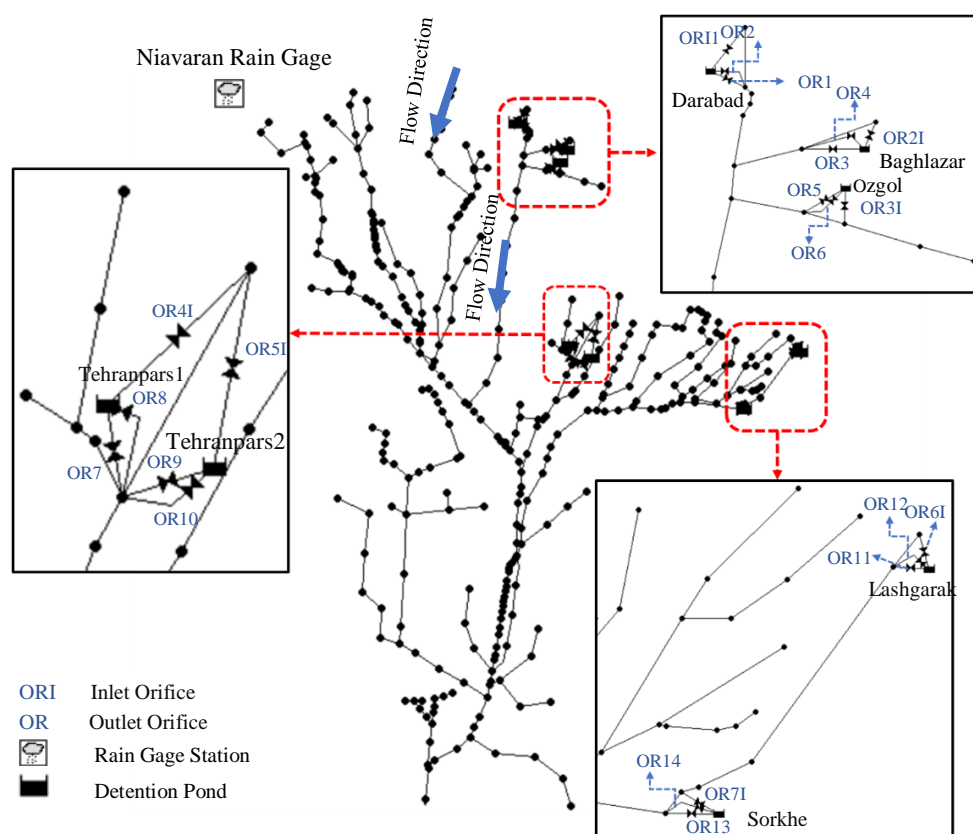 Niavaran Rain Gage
Flow Direction
Flow Direction
ORI1
OR2
OR1
Darabad
OR4
OR2I
OR3
Baghlazar
Ozgol
OR5
OR3I
OR6
OR4I
OR5I
Tehranpars1
OR8
Tehranpars2
OR7
OR9
OR10
OR12
OR6I
OR11
Lashgarak
OR14
OR7I
OR13
Sorkhe
ORI Inlet Orifice
OR Outlet Orifice
Rain Gage Station
Detention Pond